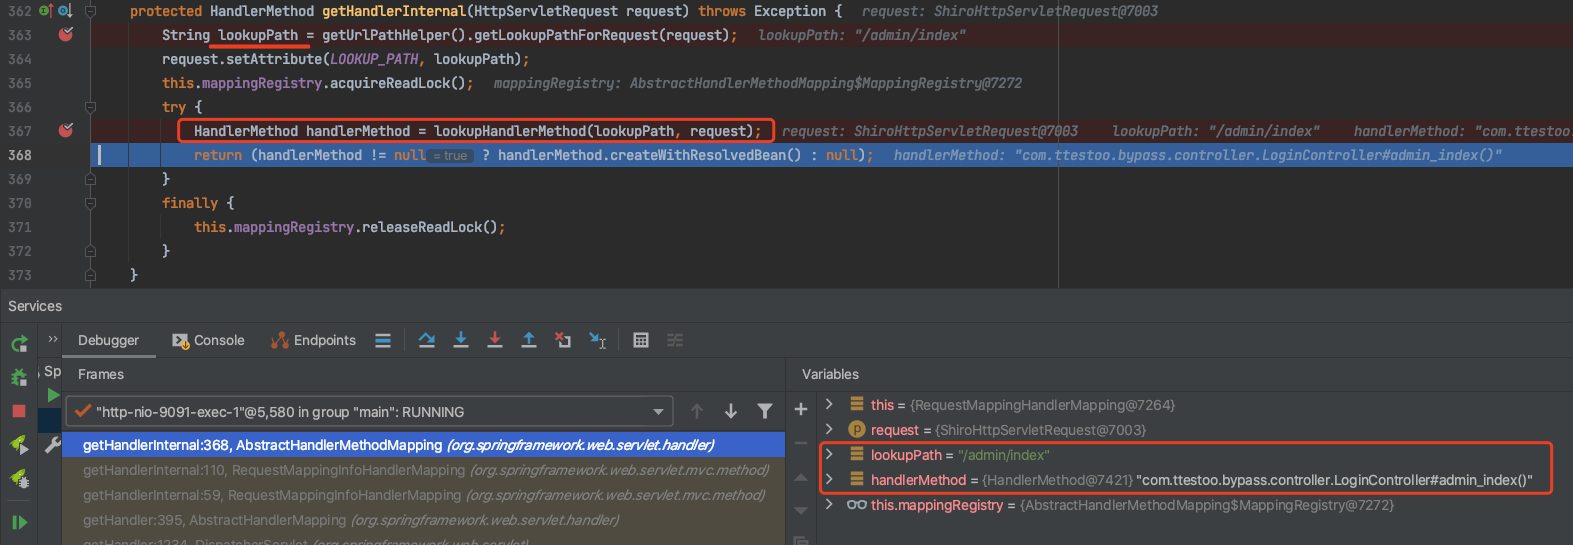 362 protected HandlerMethod getHandlerInternal(HttpServletRequest request) throws Exception { request: ShiroHttpServletRequest@7003
363 String lookupPath = getUrlPathHelper().getLookupPathForRequest(request); lookupPath: "/admin/index"
364 request.setAttribute(LOOKUP_PATH, lookupPath);
365 this.mappingRegistry.acquireReadLock(); mappingRegistry: AbstractHandlerMethodMapping$MappingRegistry@7272
366 try {
367 HandlerMethod handlerMethod = lookupHandlerMethod(lookupPath, request); request: ShiroHttpServletRequest@7003 lookupPath: "/admin/index" handlerMethod: "com.ttestoo.
368 return (handlerMethod != null = true ? handlerMethod.createWithResolvedBean() : null); handlerMethod: "com.ttestoo.bypass.controller.LoginController#admin_index()"
369 }
370 finally {
371 this.mappingRegistry.releaseReadLock();
372 }
373 }
Services
Sp
Debugger Console Endpoints
Frames
"http-nio-9091-exec-1"@5,580 in group "main": RUNNING
getHandlerInternal:368, AbstractHandlerMethodMapping (org.springframework.web.servlet.handler)
getHandlerInternal:110, RequestMappingInfoHandlerMapping (org.springframework.web.servlet.mvc.method)
getHandlerInternal:59, RequestMappingInfoHandlerMapping (org.springframework.web.servlet.mvc.method)
getHandler:395, AbstractHandlerMapping (org.springframework.web.servlet.handler)
getHandler:1234, DispatcherServlet (org.springframework.web.servlet)
Variables
this = {RequestMappingHandlerMapping@7264}
p request = {ShiroHttpServletRequest@7003}
lookupPath = "/admin/index"
handlerMethod = {HandlerMethod@7421} "com.ttestoo.bypass.controller.LoginController#admin_index()"
this.mappingRegistry = {AbstractHandlerMethodMapping$MappingRegistry@7272}